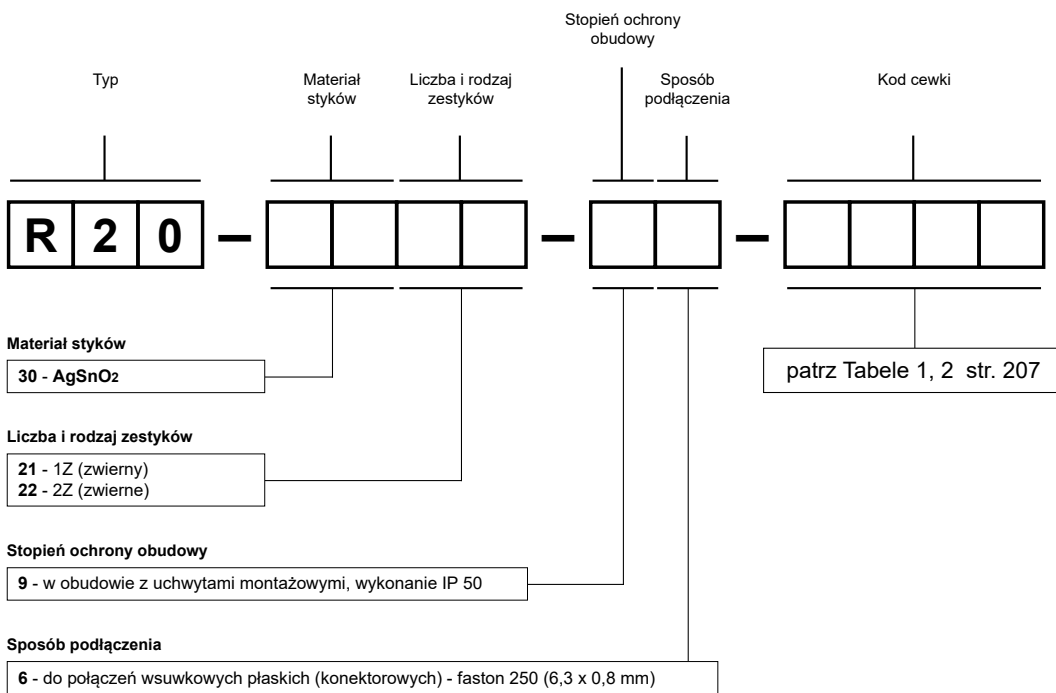 Stopień ochrony
obudowy
Typ
Materiał
styków
Liczba i rodzaj
zestyków
Sposób
podłączenia
Kod cewki
R 2 0 – – –
Materiał styków
30 - AgSnO2
patrz Tabele 1, 2 str. 207
Liczba i rodzaj zestyków
21 - 1Z (zwierny)
22 - 2Z (zwierne)
Stopień ochrony obudowy
9 - w obudowie z uchwytami montażowymi, wykonanie IP 50
Sposób podłączenia
6 - do połączeń wsuwkowych płaskich (konektorowych) - faston 250 (6,3 x 0,8 mm)